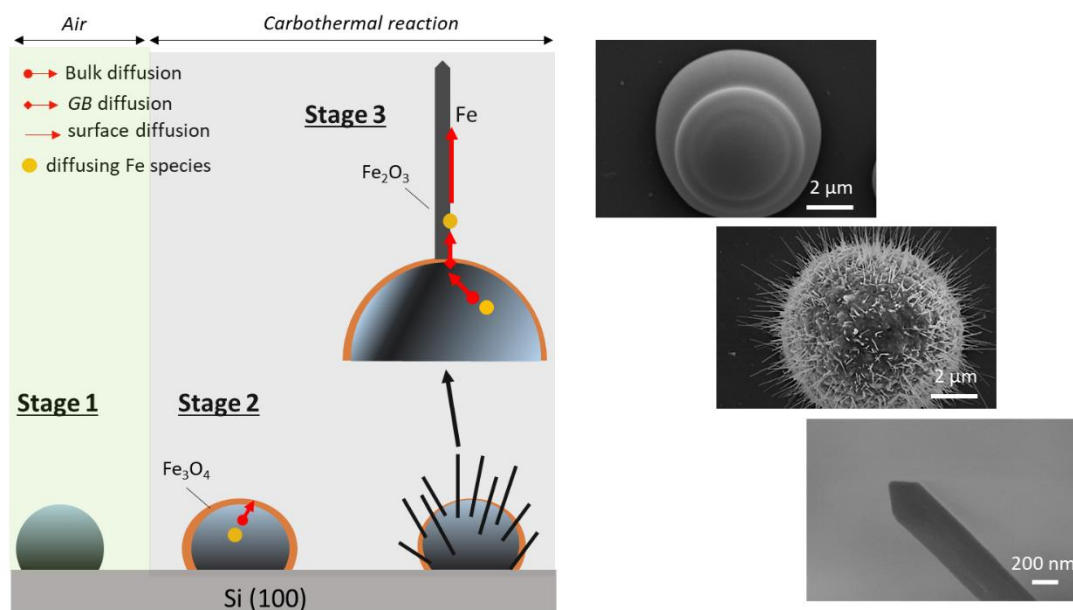 Air
Carbothermal reaction
Bulk diffusion
GB diffusion
surface diffusion
diffusing Fe species
Stage 3
Fe
Fe₂O₃
Stage 1
Stage 2
Fe₃O₄
Si (100)
2 µm
2 µm
200 nm